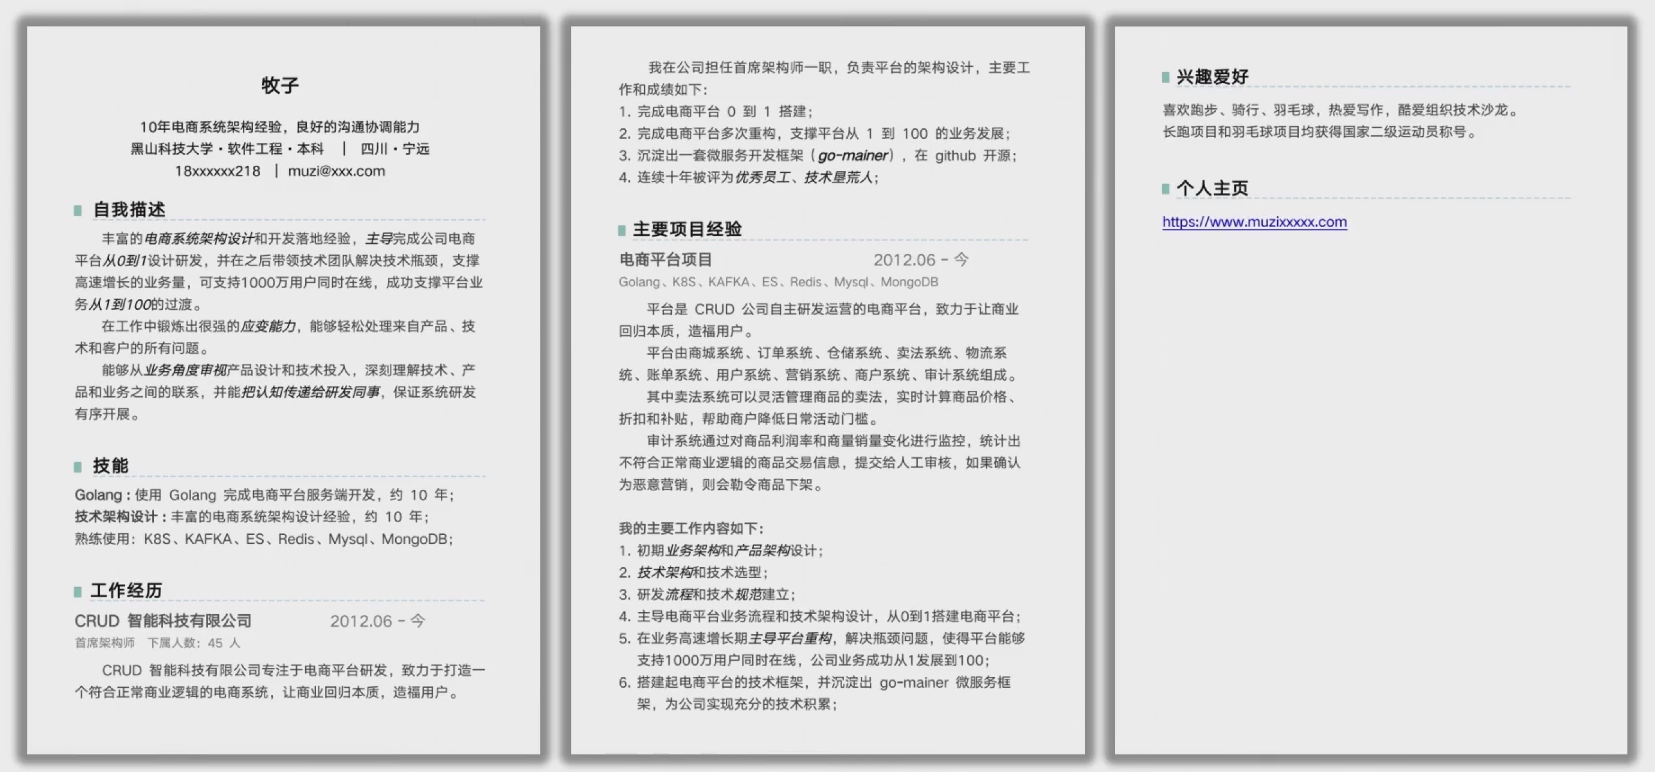 牧子
10年电商系统架构经验，良好的沟通协调能力
黑山科技大学·软件工程·本科 | 四川·宁远
18xxxxxx218 | muzi@xxx.com
自我描述
丰富的电商系统架构设计和开发落地经验，主导完成公司电商
平台从0到1设计研发，并在之后带领技术团队解决技术瓶颈，支撑
高速增长的业务量，可支持1000万用户同时在线，成功支撑平台业
务从1到100的过渡。
在工作中锻炼出很强的应变能力，能够轻松处理来自产品、技
术和客户的所有问题。
能够从业务角度审视产品设计和技术投入，深刻理解技术、产
品和业务之间的联系，并能把认知传递给研发同事，保证系统研发
有序开展。
技能
Golang：使用 Golang 完成电商平台服务端开发，约 10 年；
技术架构设计：丰富的电商系统架构设计经验，约 10 年；
熟练使用：K8S、KAFKA、ES、Redis、Mysql、MongoDB；
工作经历
CRUD 智能科技有限公司 2012.06 - 今
首席架构师 下属人数：45 人
CRUD 智能科技有限公司专注于电商平台研发，致力于打造一
个符合正常商业逻辑的电商系统，让商业回归本质，造福用户。
我在公司担任首席架构师一职，负责平台的架构设计，主要工
作和成绩如下：
1. 完成电商平台 0 到 1 搭建；
2. 完成电商平台多次重构，支撑平台从 1 到 100 的业务发展；
3. 沉淀出一套微服务开发框架（go-mainer），在 github 开源；
4. 连续十年被评为优秀员工、技术垦荒人；
主要项目经验
电商平台项目 2012.06 - 今
Golang、K8S、KAFKA、ES、Redis、Mysql、MongoDB
平台是 CRUD 公司自主研发运营的电商平台，致力于让商业
回归本质，造福用户。
平台由商城系统、订单系统、仓储系统、卖法系统、物流系
统、账单系统、用户系统、营销系统、商户系统、审计系统组成。
其中卖法系统可以灵活管理商品的卖法，实时计算商品价格、
折扣和补贴，帮助商户降低日常活动门槛。
审计系统通过对商品利润率和商量销量变化进行监控，统计出
不符合正常商业逻辑的商品交易信息，提交给人工审核，如果确认
为恶意营销，则会勒令商品下架。
我的主要工作内容如下：
1. 初期业务架构和产品架构设计；
2. 技术架构和技术选型；
3. 研发流程和技术规范建立；
4. 主导电商平台业务流程和技术架构设计，从0到1搭建电商平台；
5. 在业务高速增长期主导平台重构，解决瓶颈问题，使得平台能够
支持1000万用户同时在线，公司业务成功从1发展到100；
6. 搭建起电商平台的技术框架，并沉淀出 go-mainer 微服务框
架，为公司实现充分的技术积累；
兴趣爱好
喜欢跑步、骑行、羽毛球，热爱写作，酷爱组织技术沙龙。
长跑项目和羽毛球项目均获得国家二级运动员称号。
个人主页
https://www.muzixxxxx.com